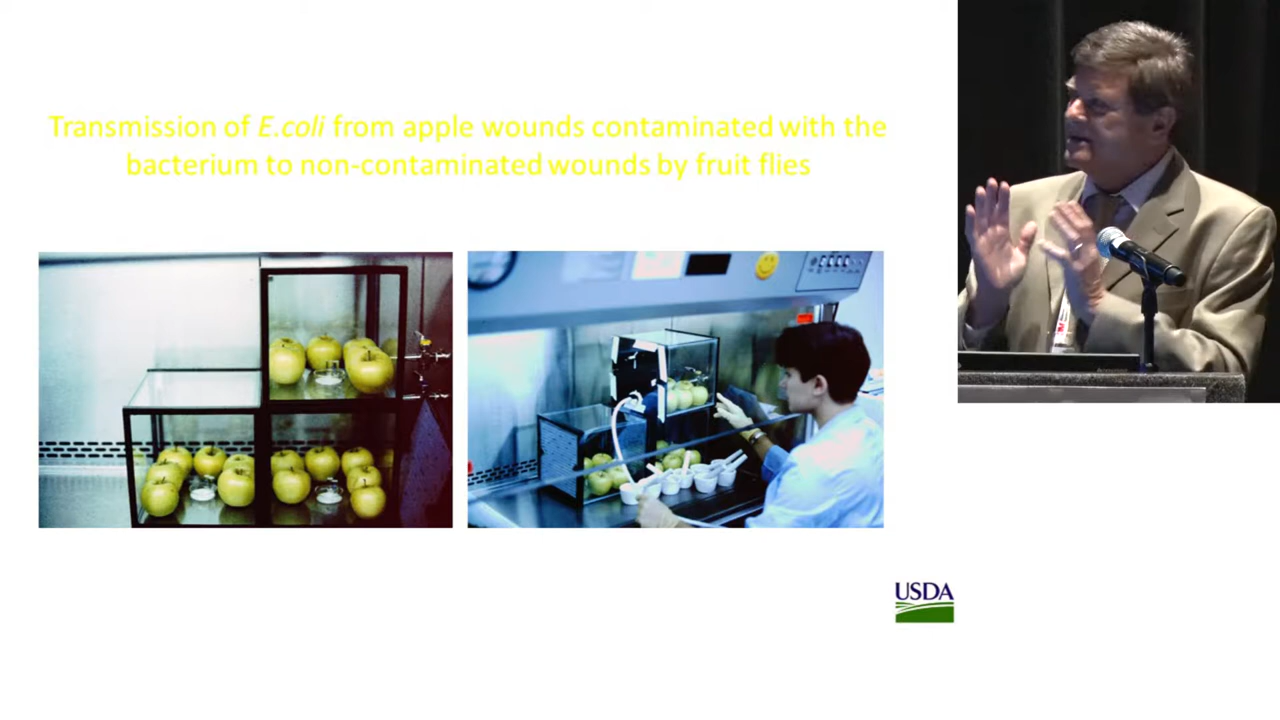 Transmission of E.coli from apple wounds contaminated with the
bacterium to non-contaminated wounds by fruit flies
USDA